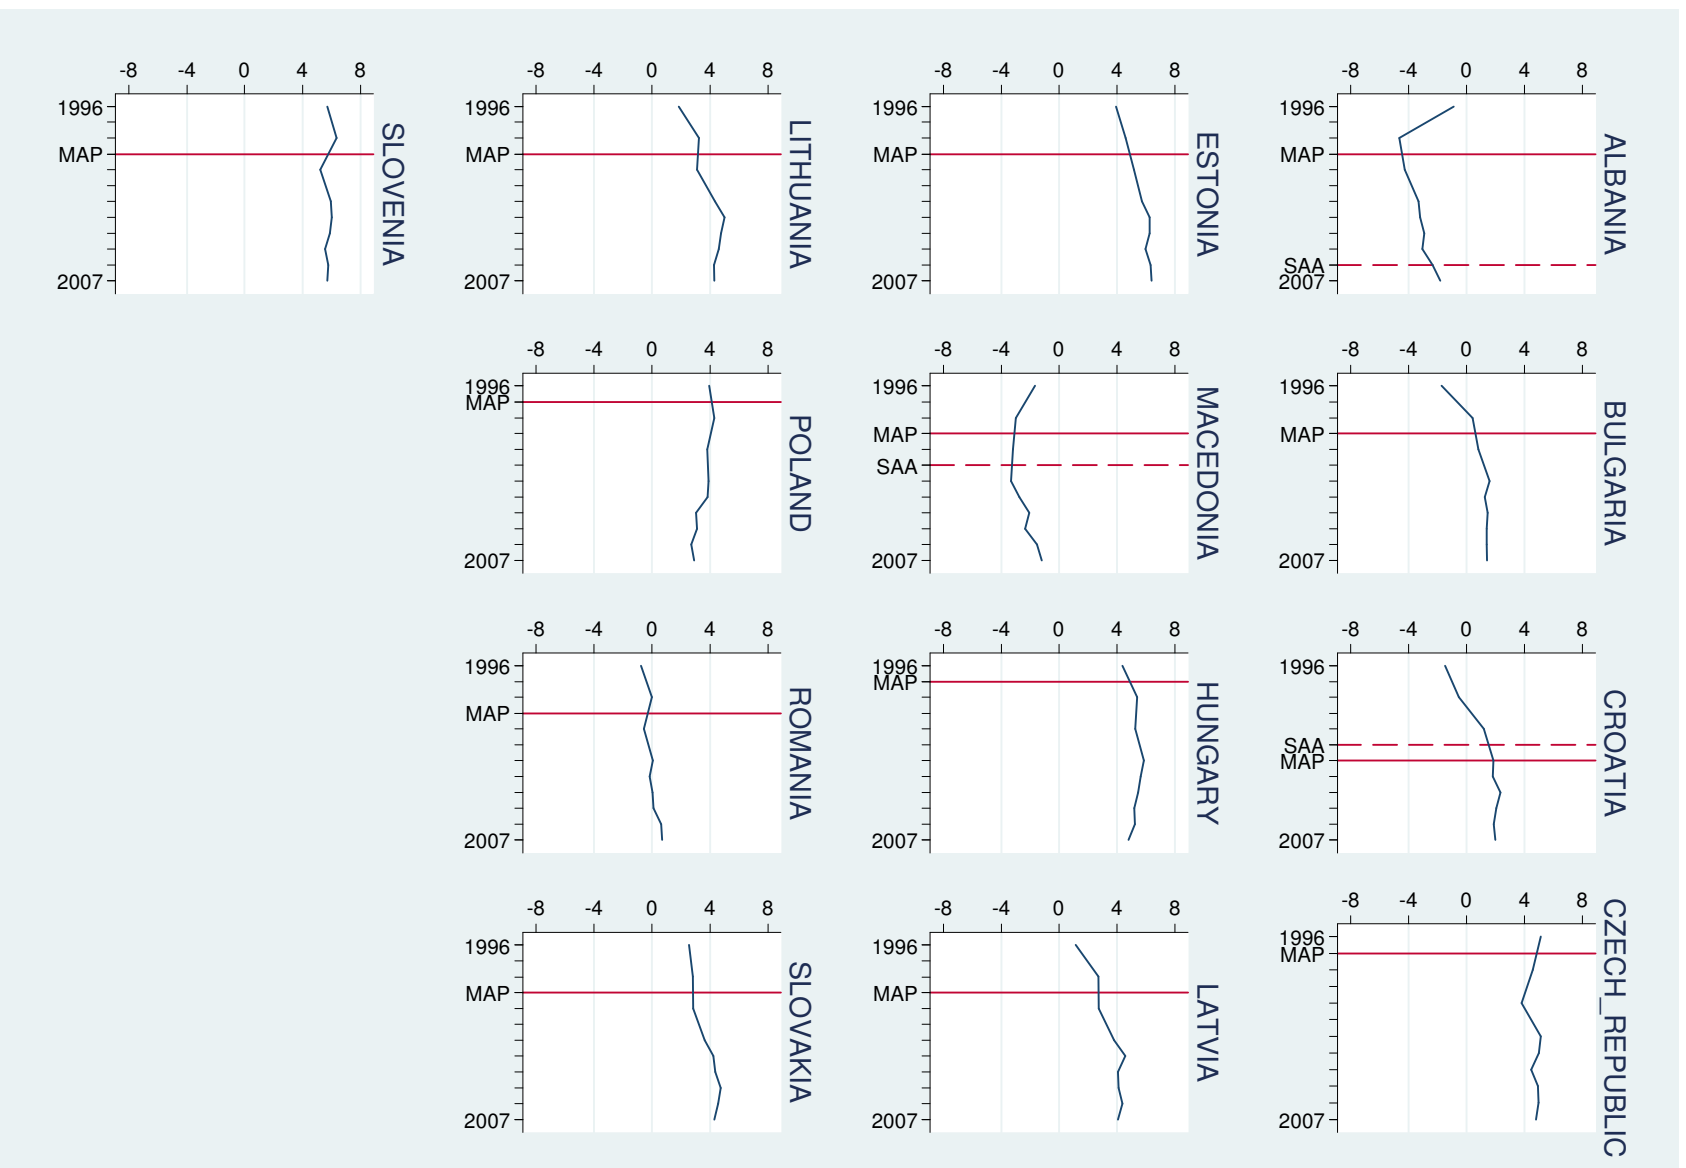 -8 -4 0 4 8
1996
MAP
2007
SLOVENIA
-8 -4 0 4 8
1996
MAP
2007
LITHUANIA
-8 -4 0 4 8
1996
MAP
2007
ESTONIA
-8 -4 0 4 8
1996
MAP
SAA
2007
ALBANIA
-8 -4 0 4 8
1996
MAP
2007
POLAND
-8 -4 0 4 8
1996
MAP
SAA
2007
MACEDONIA
-8 -4 0 4 8
1996
MAP
2007
BULGARIA
-8 -4 0 4 8
1996
MAP
2007
ROMANIA
-8 -4 0 4 8
1996
MAP
2007
HUNGARY
-8 -4 0 4 8
1996
SAA
MAP
2007
CROATIA
-8 -4 0 4 8
1996
MAP
2007
SLOVAKIA
-8 -4 0 4 8
1996
MAP
2007
LATVIA
-8 -4 0 4 8
1996
MAP
2007
CZECH_REPUBLIC